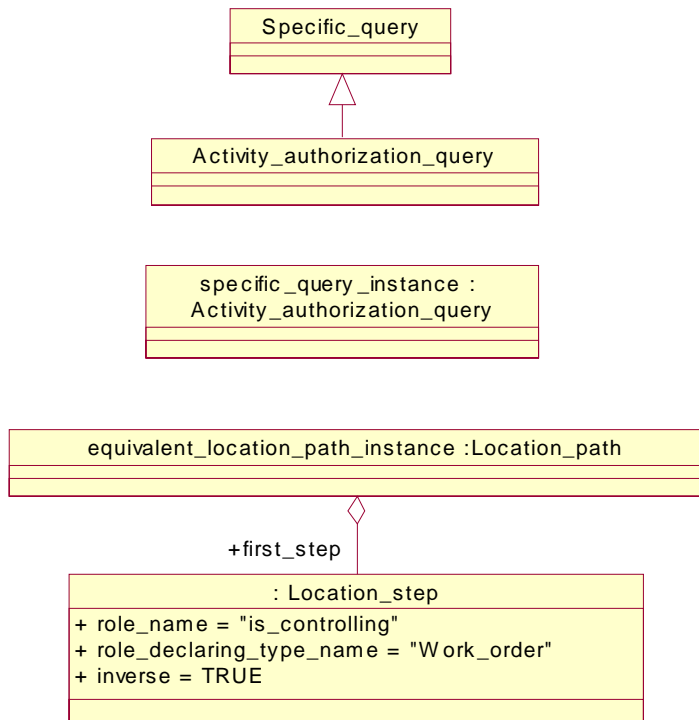 Specific_query
Activity_authorization_query
specific_query_instance :
Activity_authorization_query
equivalent_location_path_instance :Location_path
+first_step
: Location_step
+ role_name = "is_controlling"
+ role_declaring_type_name = "Work_order"
+ inverse = TRUE